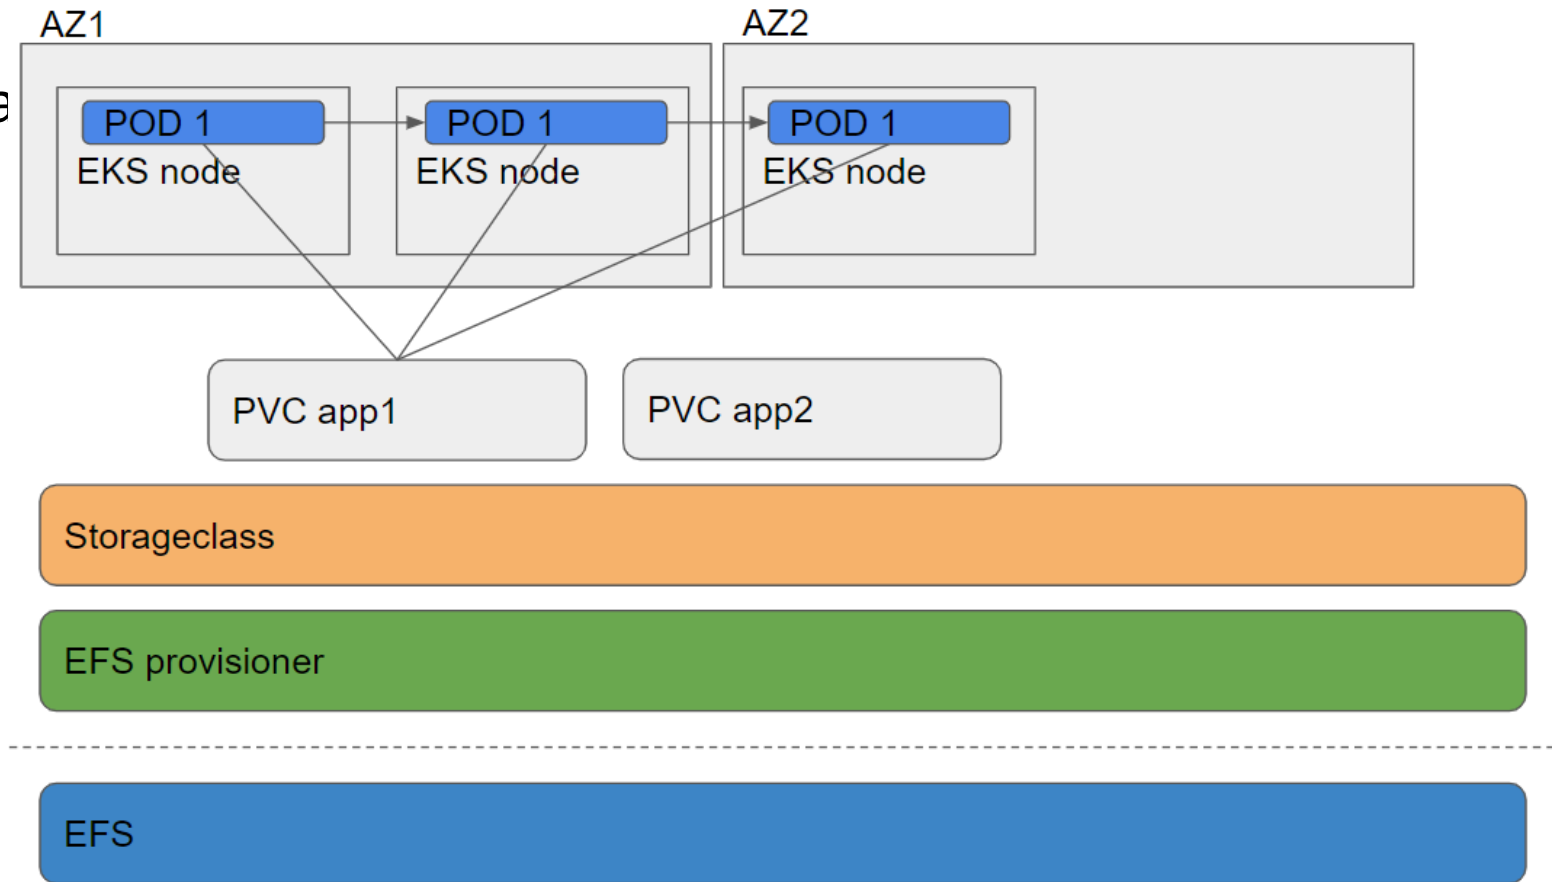 AZ1
AZ2
POD 1
POD 1
POD 1
EKS node
EKS node
EKS node
PVC app1
PVC app2
Storageclass
EFS provisioner
EFS